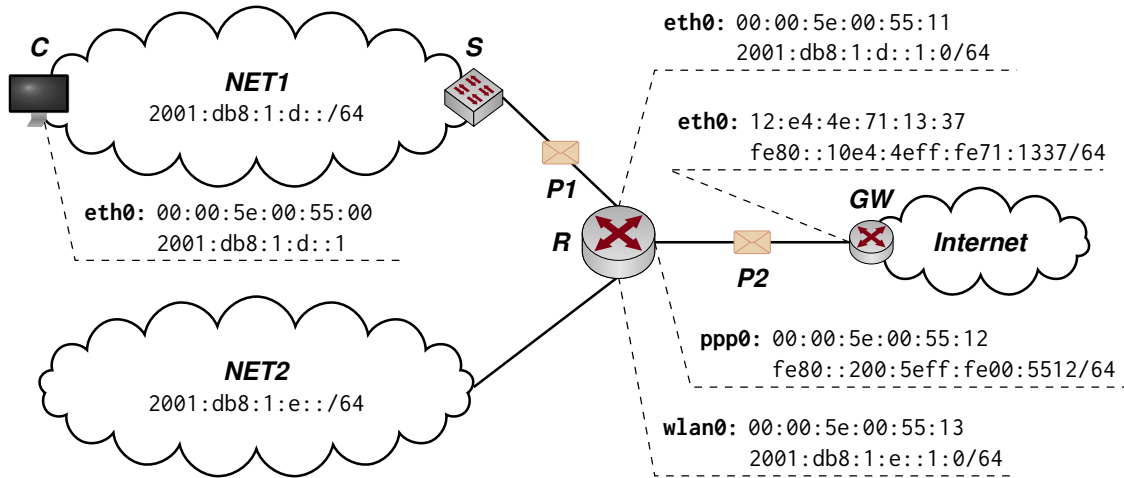 C
NET1
2001:db8:1:d::/64
S
eth0: 00:00:5e:00:55:00
2001:db8:1:d::1
P1
eth0: 00:00:5e:00:55:11
2001:db8:1:d::1:0/64
eth0: 12:e4:4e:71:13:37
fe80::10e4:4eff:fe71:1337/64
GW
R
Internet
P2
NET2
2001:db8:1:e::/64
ppp0: 00:00:5e:00:55:12
fe80::200:5eff:fe00:5512/64
wlan0: 00:00:5e:00:55:13
2001:db8:1:e::1:0/64